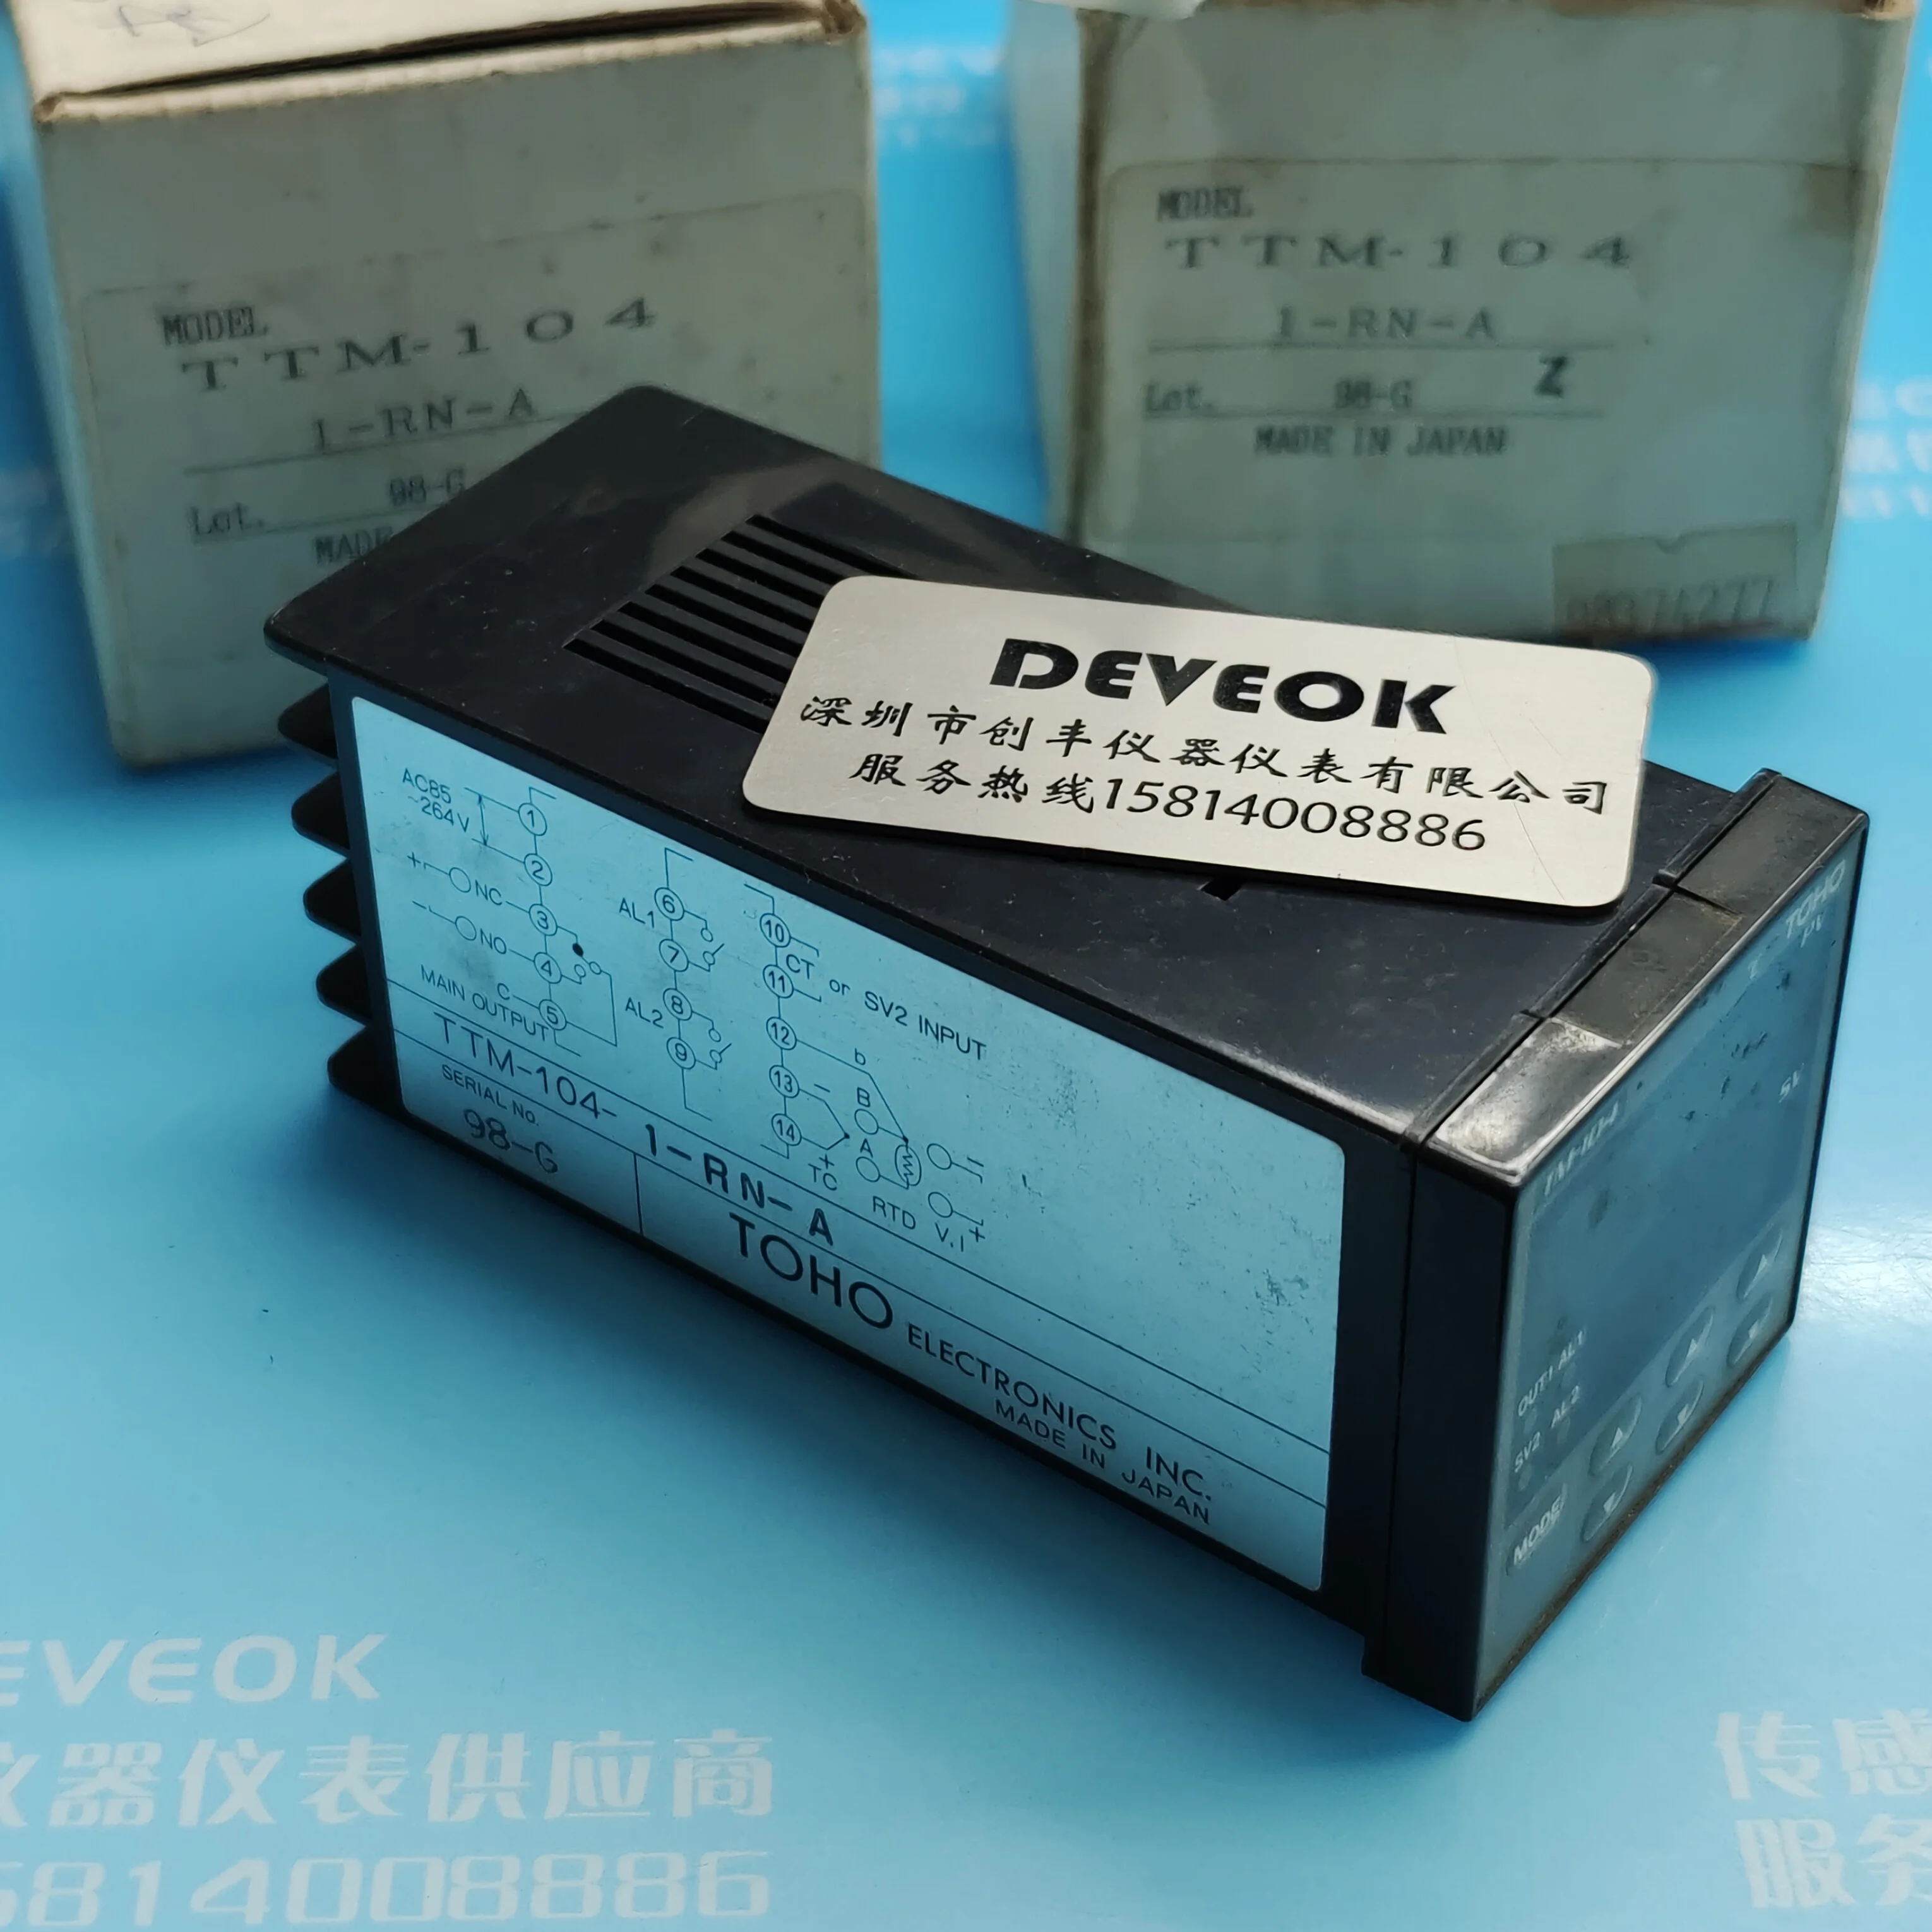 MODEL
TTM-104
1-RN-A
Lot. 98-G
MADE
MODEL
TTM-104
1-RN-A
Lot. 98-G Z
MADE IN JAPAN
DEVEOK
深圳市创丰仪器仪表有限公司
服务热线15814008886
AC85
~264V
1
2
+ NC 3
- NO 4
C 5
MAIN OUTPUT
AL1
6
7
AL2
8
9
10
11
CT or SV2 INPUT
12
13
14
b
B
A
-
+
TC
RTD
-
+
V.I
TTM-104- 1-RN-A
SERIAL No.
98-G
TOHO ELECTRONICS INC.
MADE IN JAPAN
TOHO
PV
SV
TTM-104
OUT1 AL1
SV2 AL2
MODE
EVEOK
仪器仪表供应商
5814008886
传感
服务